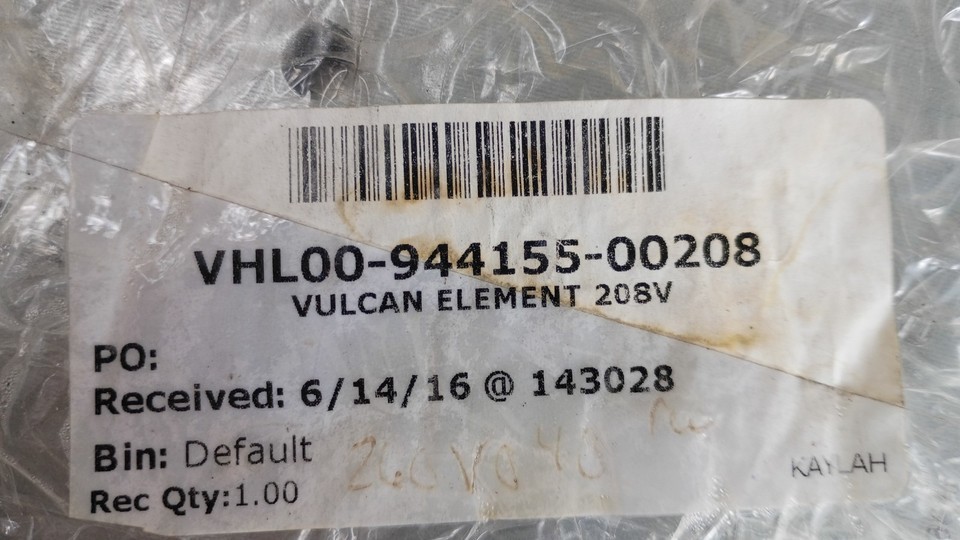 VHL00-944155-00208
VULCAN ELEMENT 208V
PO:
Received: 6/14/16 @ 143028
Bin: Default
Rec Qty:1.00
KAYLAH